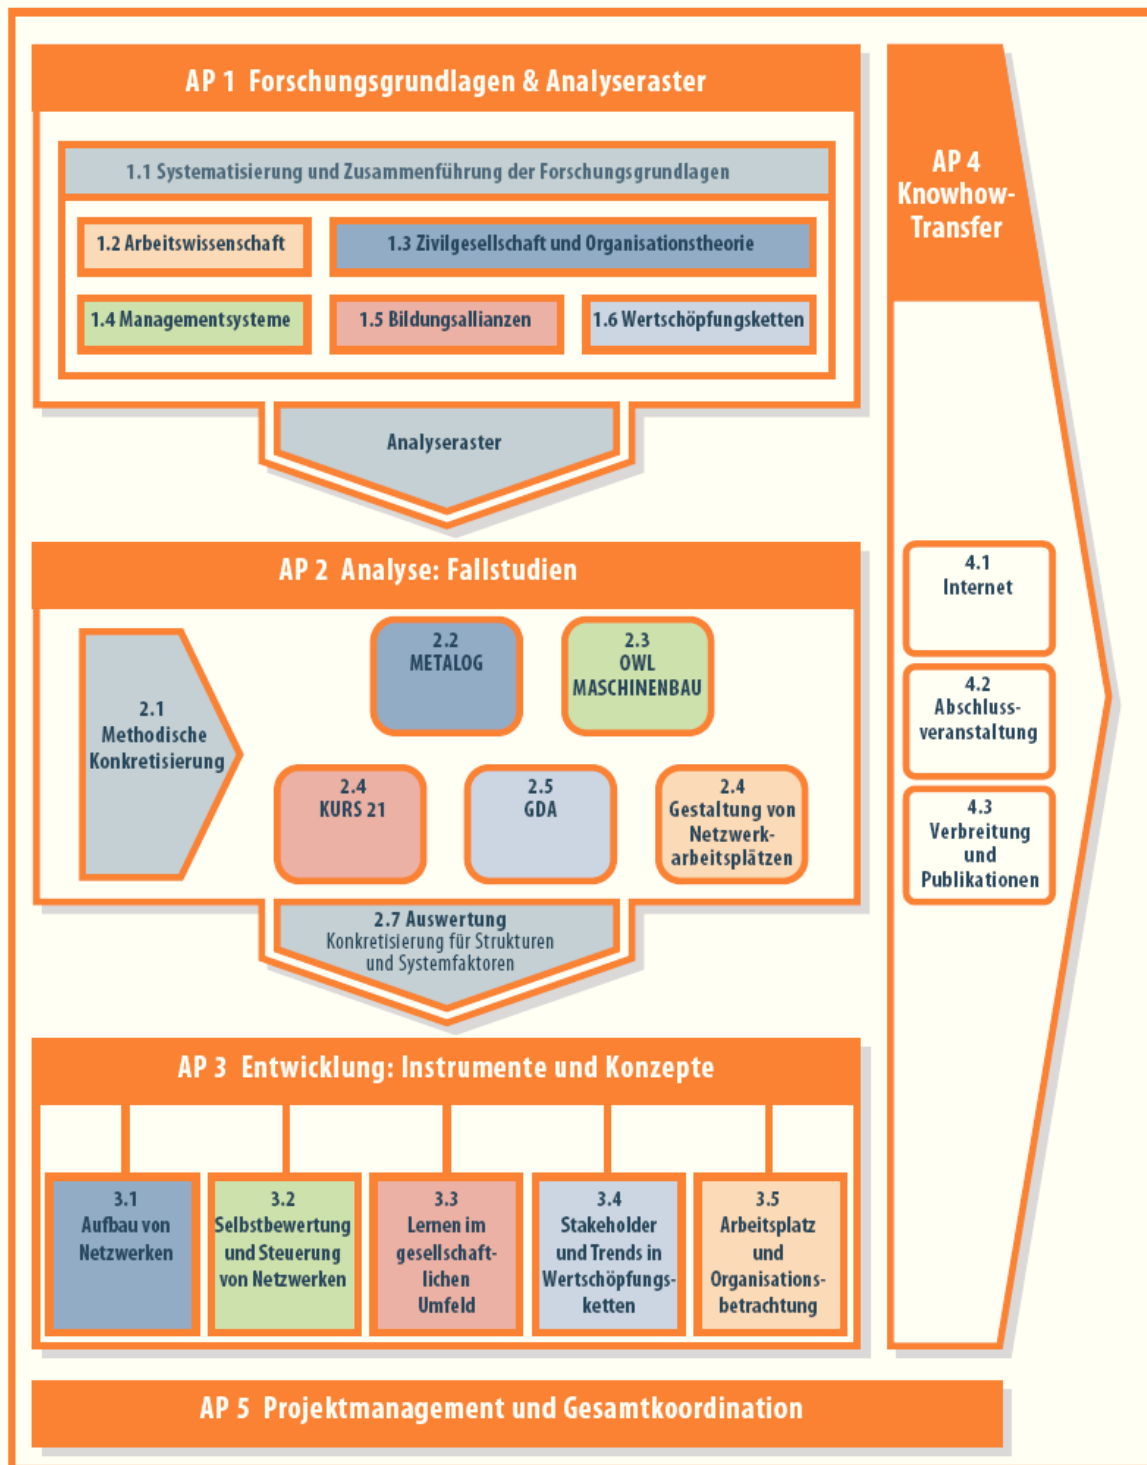 AP 1 Forschungsgrundlagen & Analyseraster
1.1 Systematisierung und Zusammenführung der Forschungsgrundlagen
1.2 Arbeitswissenschaft
1.3 Zivilgesellschaft und Organisationstheorie
1.4 Managementsysteme
1.5 Bildungsallianzen
1.6 Wertschöpfungsketten
Analyseraster
AP 2 Analyse: Fallstudien
2.1
Methodische
Konkretisierung
2.2
METALOG
2.3
OWL
MASCHINENBAU
2.4
KURS 21
2.5
GDA
2.4
Gestaltung von
Netzwerk-
arbeitsplätzen
2.7 Auswertung
Konkretisierung für Strukturen
und Systemfaktoren
AP 3 Entwicklung: Instrumente und Konzepte
3.1
Aufbau von
Netzwerken
3.2
Selbstbewertung
und Steuerung
von Netzwerken
3.3
Lernen im
gesellschaft-
lichen
Umfeld
3.4
Stakeholder
und Trends in
Wertschöpfungs-
ketten
3.5
Arbeitsplatz
und
Organisations-
betrachtung
AP 4
Knowhow-
Transfer
4.1
Internet
4.2
Abschluss-
veranstaltung
4.3
Verbreitung
und
Publikationen
AP 5 Projektmanagement und Gesamtkoordination